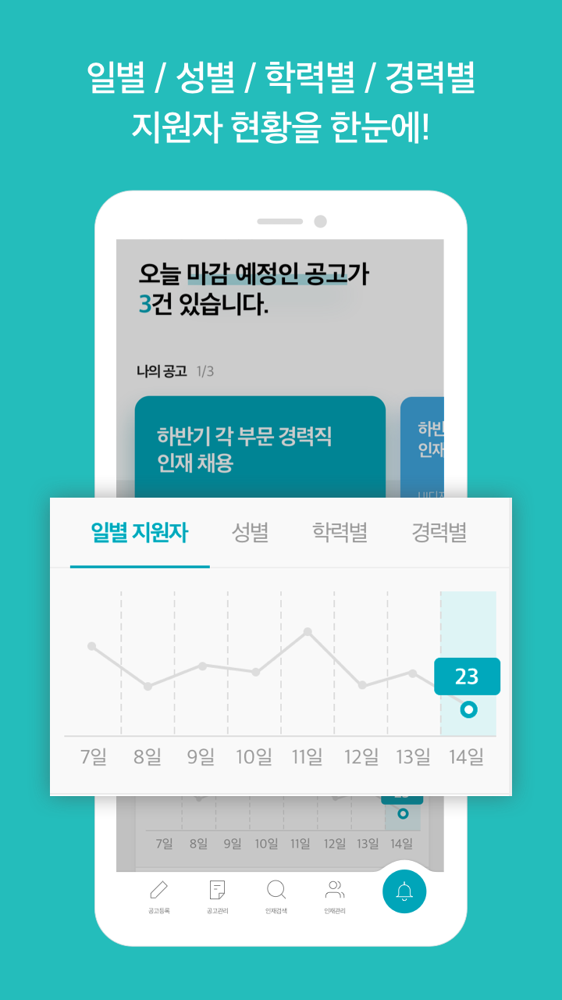 일별 / 성별 / 학력별 / 경력별
지원자 현황을 한눈에!
오늘 마감 예정인 공고가
3건 있습니다.
나의 공고 1/3
하반기 각 부문 경력직
인재 채용
하반
인재
일별 지원자 성별 학력별 경력별
23
7일 8일 9일 10일 11일 12일 13일 14일
7일 8일 9일 10일 11일 12일 13일 14일
공고등록 공고관리 인재검색 인재관리